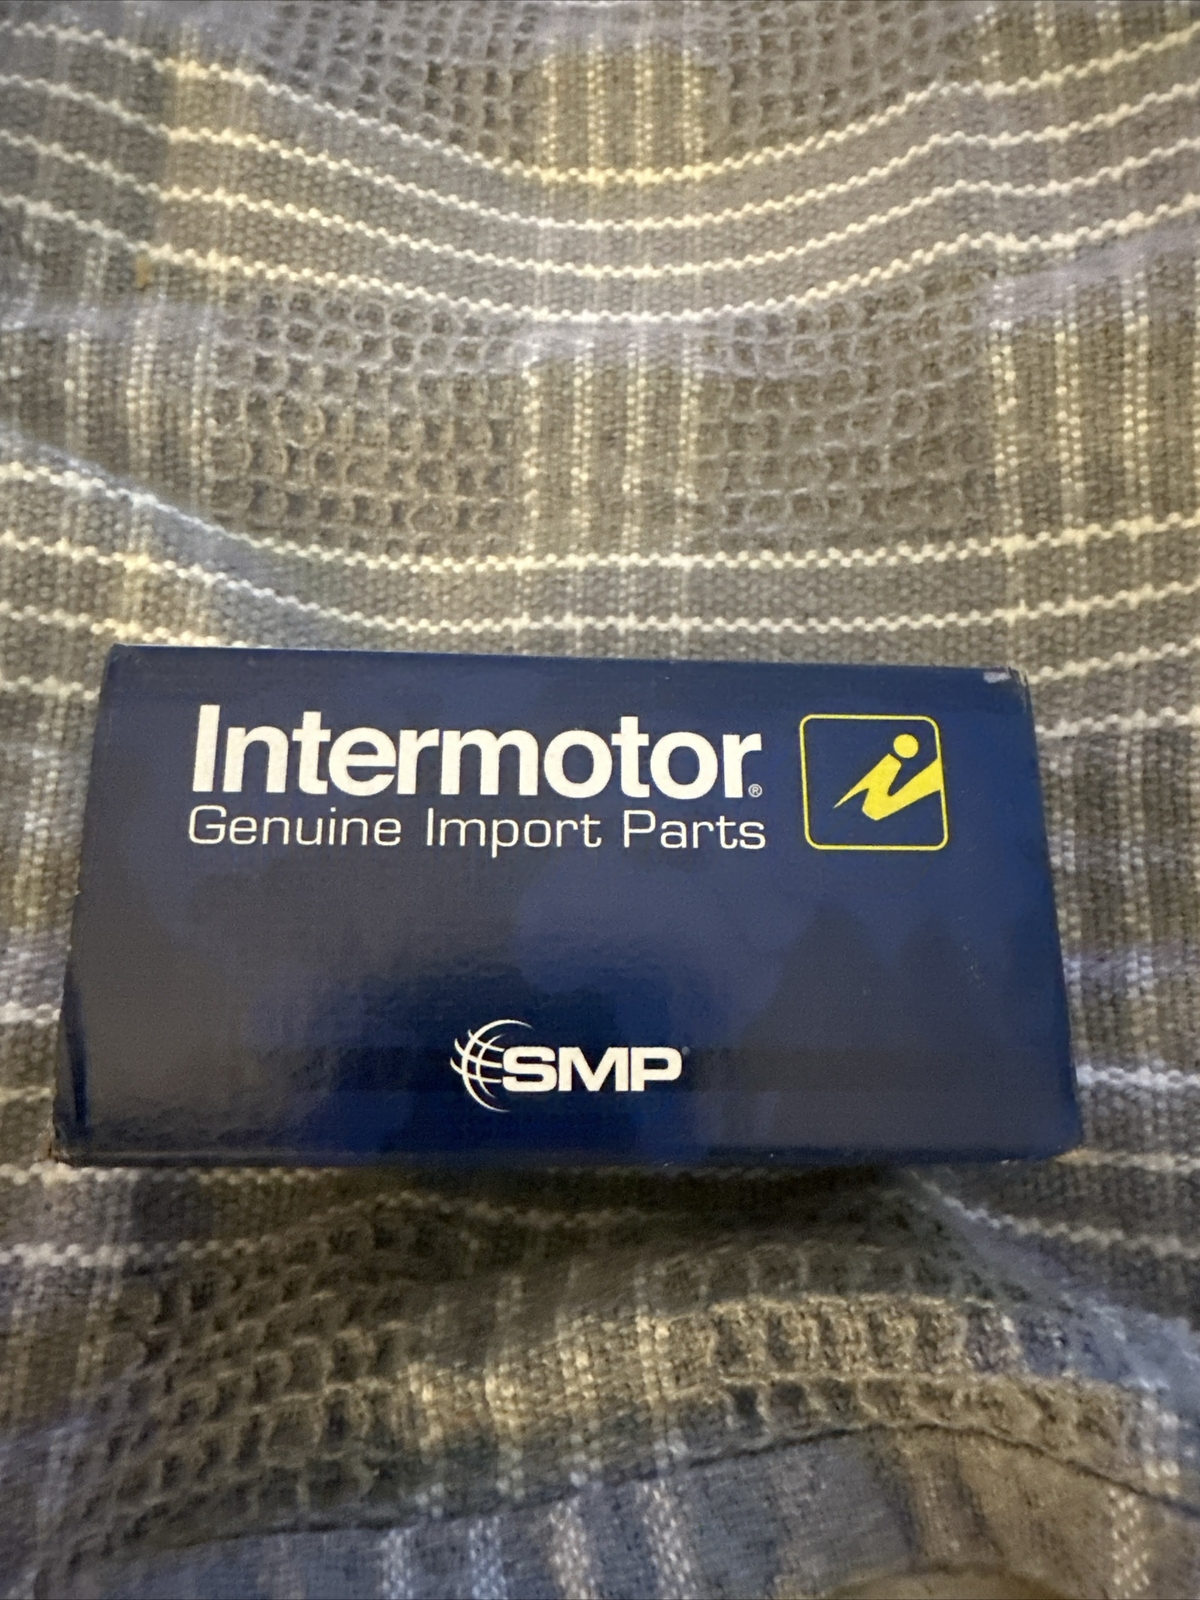 Intermotor®
Genuine Import Parts
SMP